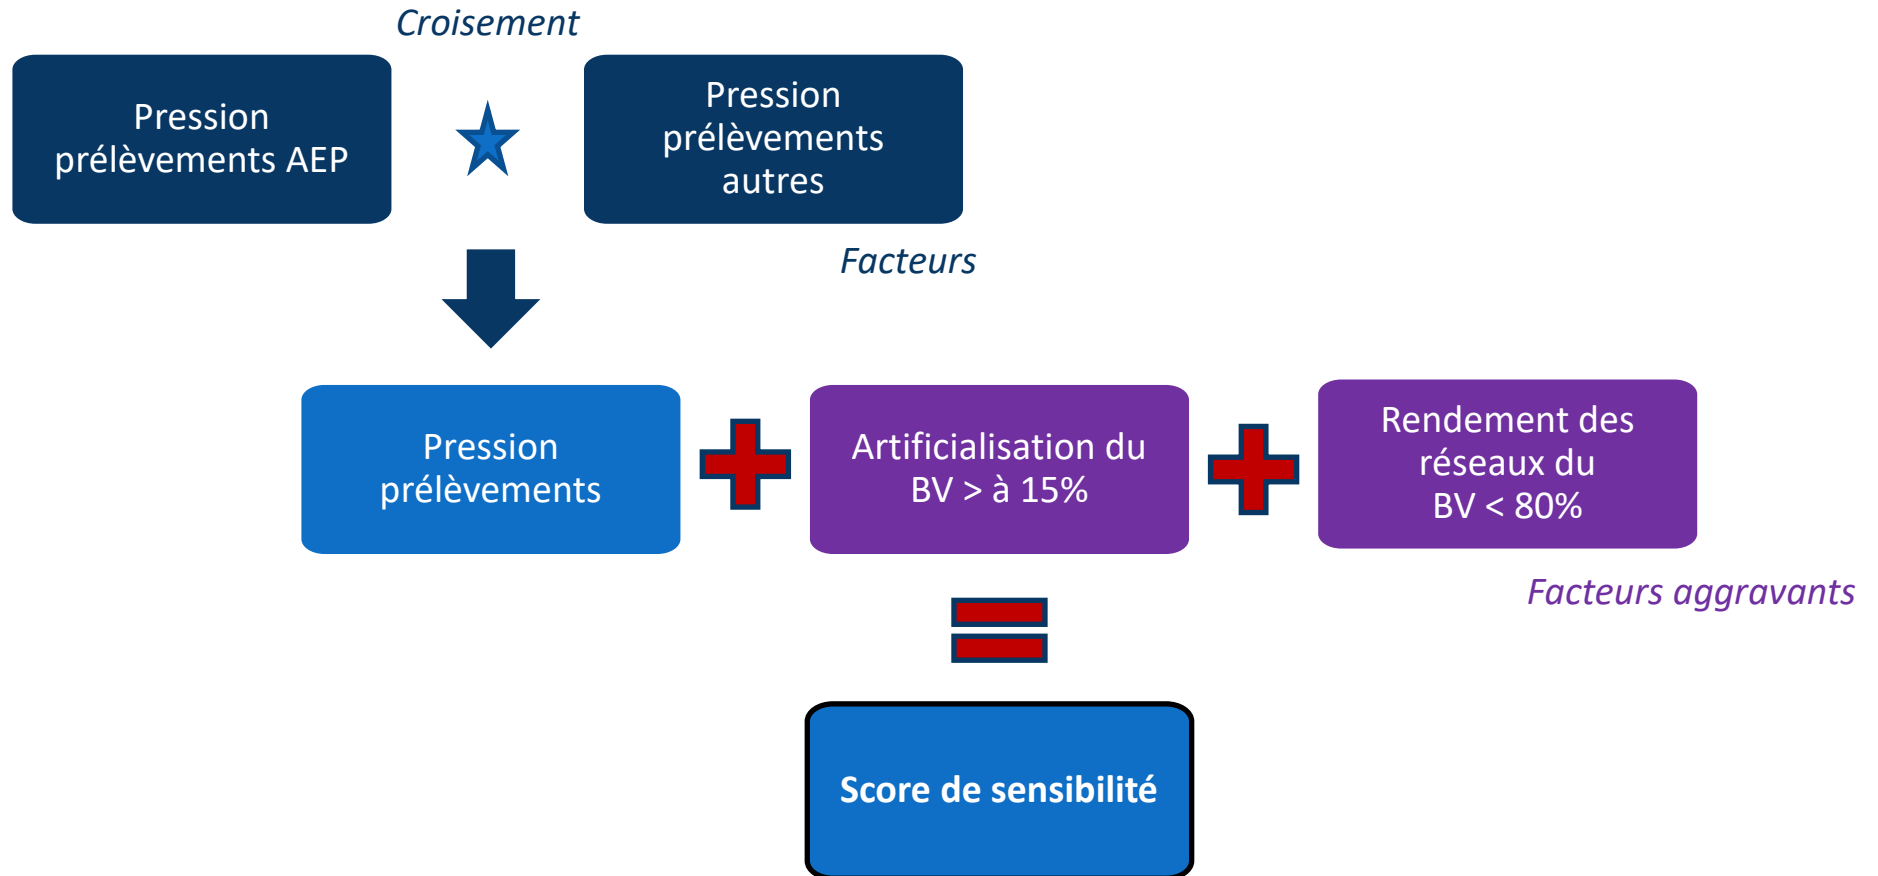 Croisement
Pression
prélèvements AEP
Pression
prélèvements
autres
Facteurs
Pression
prélèvements
Artificialisation du
BV > à 15%
Rendement des
réseaux du
BV < 80%
Facteurs aggravants
Score de sensibilité